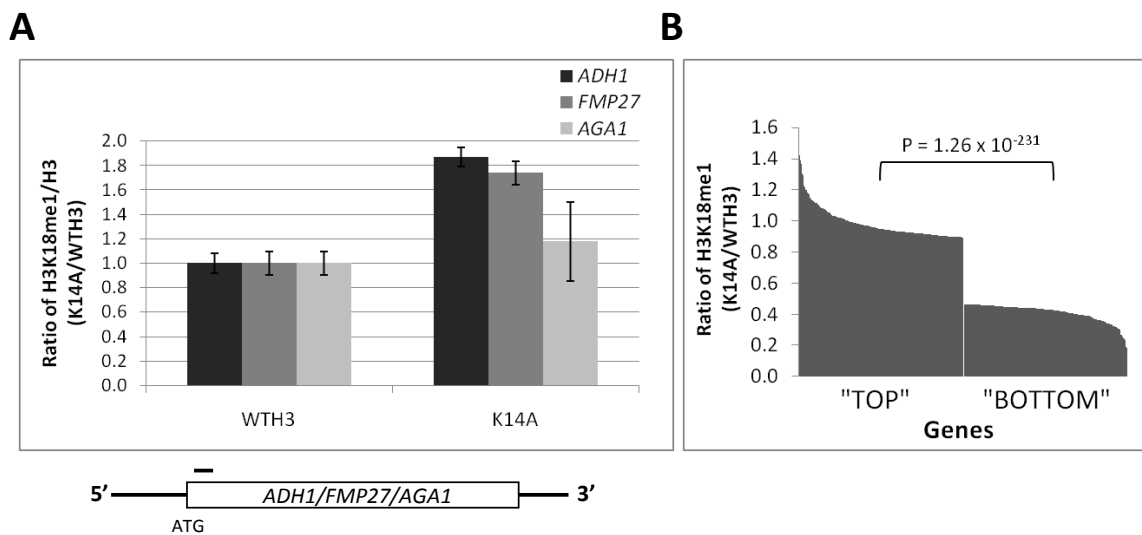 A
ADH1
FMP27
AGA1
Ratio of H3K18me1/H3
(K14A/WTH3)
2.0
1.8
1.6
1.4
1.2
1.0
0.8
0.6
0.4
0.2
0.0
WTH3
K14A
5’
ADH1/FMP27/AGA1
3’
ATG
B
P = 1.26 x 10-231
Ratio of H3K18me1
(K14A/WTH3)
1.6
1.4
1.2
1.0
0.8
0.6
0.4
0.2
0.0
"TOP"
"BOTTOM"
Genes